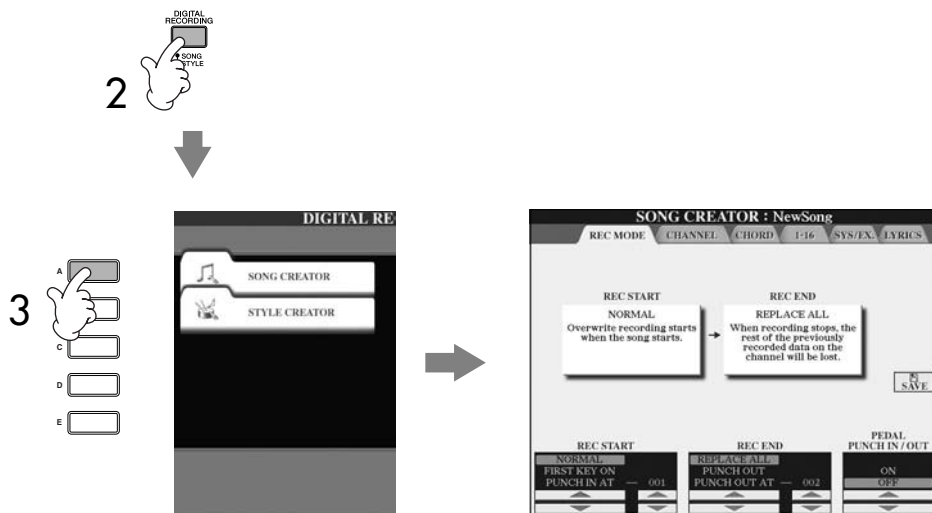 DIGITAL
RECORDING
SONG
STYLE
2
3
A
C
D
E
DIGITAL RE
SONG CREATOR
STYLE CREATOR
SONG CREATOR : NewSong
REC MODE CHANNEL CHORD 1-16 SYS/EX. LYRICS
REC START
NORMAL
Overwrite recording starts
when the song starts.
REC END
REPLACE ALL
When recording stops, the
rest of the previously
recorded data on the
channel will be lost.
SAVE
REC START
NORMAL
FIRST KEY ON
PUNCH IN AT — 001
REC END
REPLACE ALL
PUNCH OUT
PUNCH OUT AT — 002
PEDAL
PUNCH IN / OUT
ON
OFF